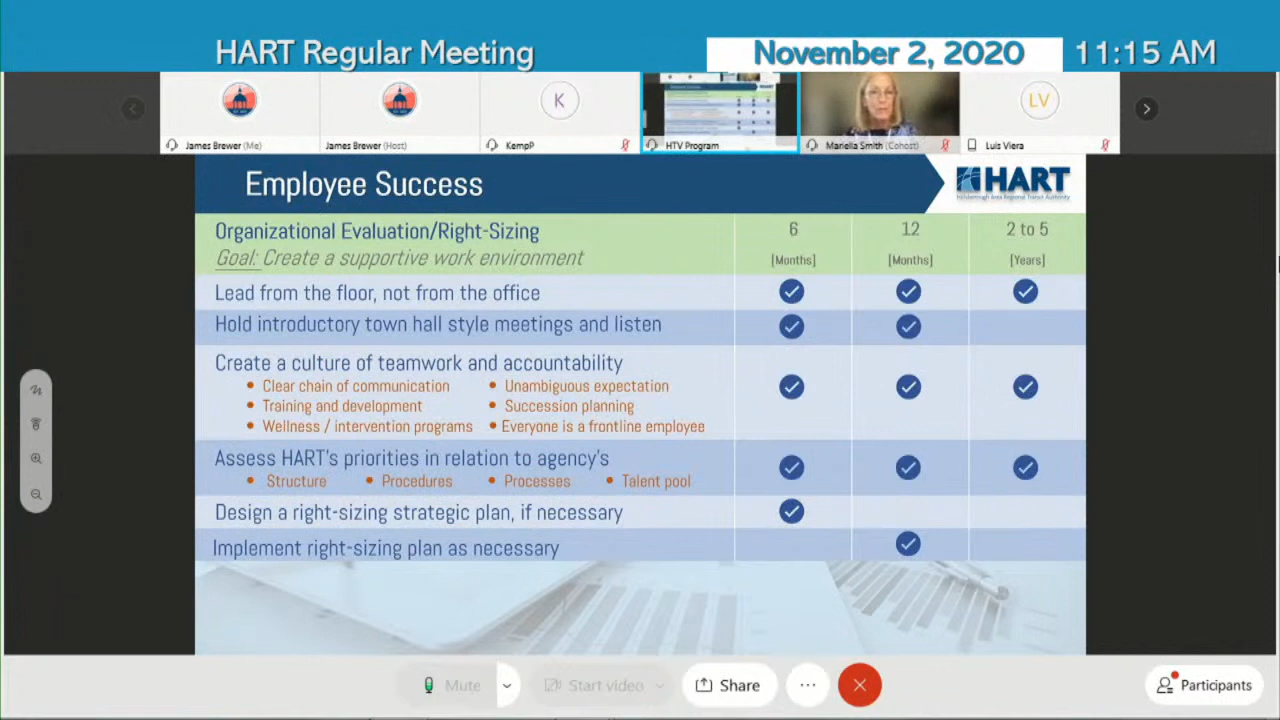 HART Regular Meeting
November 2, 2020
11:15 AM
K
LV
James Brewer (Me)
James Brewer (Host)
KempP
HTV Program
Mariella Smith (Cohost)
Luis Viera
Employee Success
HART
Hillsborough Area Regional Transit Authority
Organizational Evaluation/Right-Sizing
6
12
2 to 5
Goal: Create a supportive work environment
[Months]
[Months]
[Years]
Lead from the floor, not from the office
Hold introductory town hall style meetings and listen
Create a culture of teamwork and accountability
• Clear chain of communication
• Unambiguous expectation
• Training and development
• Succession planning
• Wellness / intervention programs
• Everyone is a frontline employee
Assess HART's priorities in relation to agency's
• Structure
• Procedures
• Processes
• Talent pool
Design a right-sizing strategic plan, if necessary
Implement right-sizing plan as necessary
Mute
Start video
Share
Participants